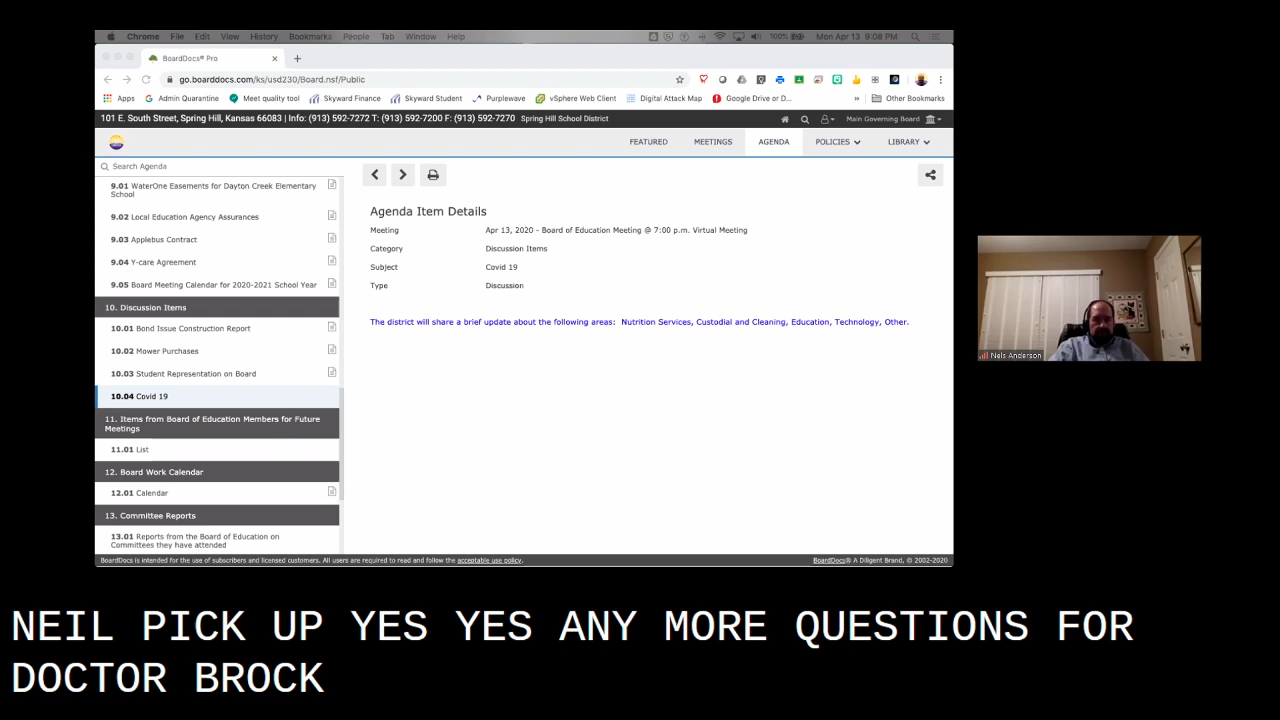 Chrome File Edit View History Bookmarks People Tab Window Help 100% Mon Apr 13 9:08 PM
BoardDocs® Pro
go.boarddocs.com/ks/usd230/Board.nsf/Public
Apps Admin Quarantine Meet quality tool Skyward Finance Skyward Student Purplewave vSphere Web Client Digital Attack Map Google Drive or D... » Other Bookmarks
101 E. South Street, Spring Hill, Kansas 66083 | Info: (913) 592-7272 T: (913) 592-7200 F: (913) 592-7270 Spring Hill School District Main Governing Board
FEATURED MEETINGS AGENDA POLICIES LIBRARY
Search Agenda
9.01 WaterOne Easements for Dayton Creek Elementary
School
9.02 Local Education Agency Assurances
9.03 Applebus Contract
9.04 Y-care Agreement
9.05 Board Meeting Calendar for 2020-2021 School Year
10. Discussion Items
10.01 Bond Issue Construction Report
10.02 Mower Purchases
10.03 Student Representation on Board
10.04 Covid 19
11. Items from Board of Education Members for Future
Meetings
11.01 List
12. Board Work Calendar
12.01 Calendar
13. Committee Reports
13.01 Reports from the Board of Education on
Committees they have attended
Agenda Item Details
Meeting Apr 13, 2020 - Board of Education Meeting @ 7:00 p.m. Virtual Meeting
Category Discussion Items
Subject Covid 19
Type Discussion
The district will share a brief update about the following areas: Nutrition Services, Custodial and Cleaning, Education, Technology, Other.
BoardDocs is intended for the use of subscribers and licensed customers. All users are required to read and follow the acceptable use policy. BoardDocs® A Diligent Brand, © 2002-2020
Nels Anderson
NEIL PICK UP YES YES ANY MORE QUESTIONS FOR
DOCTOR BROCK